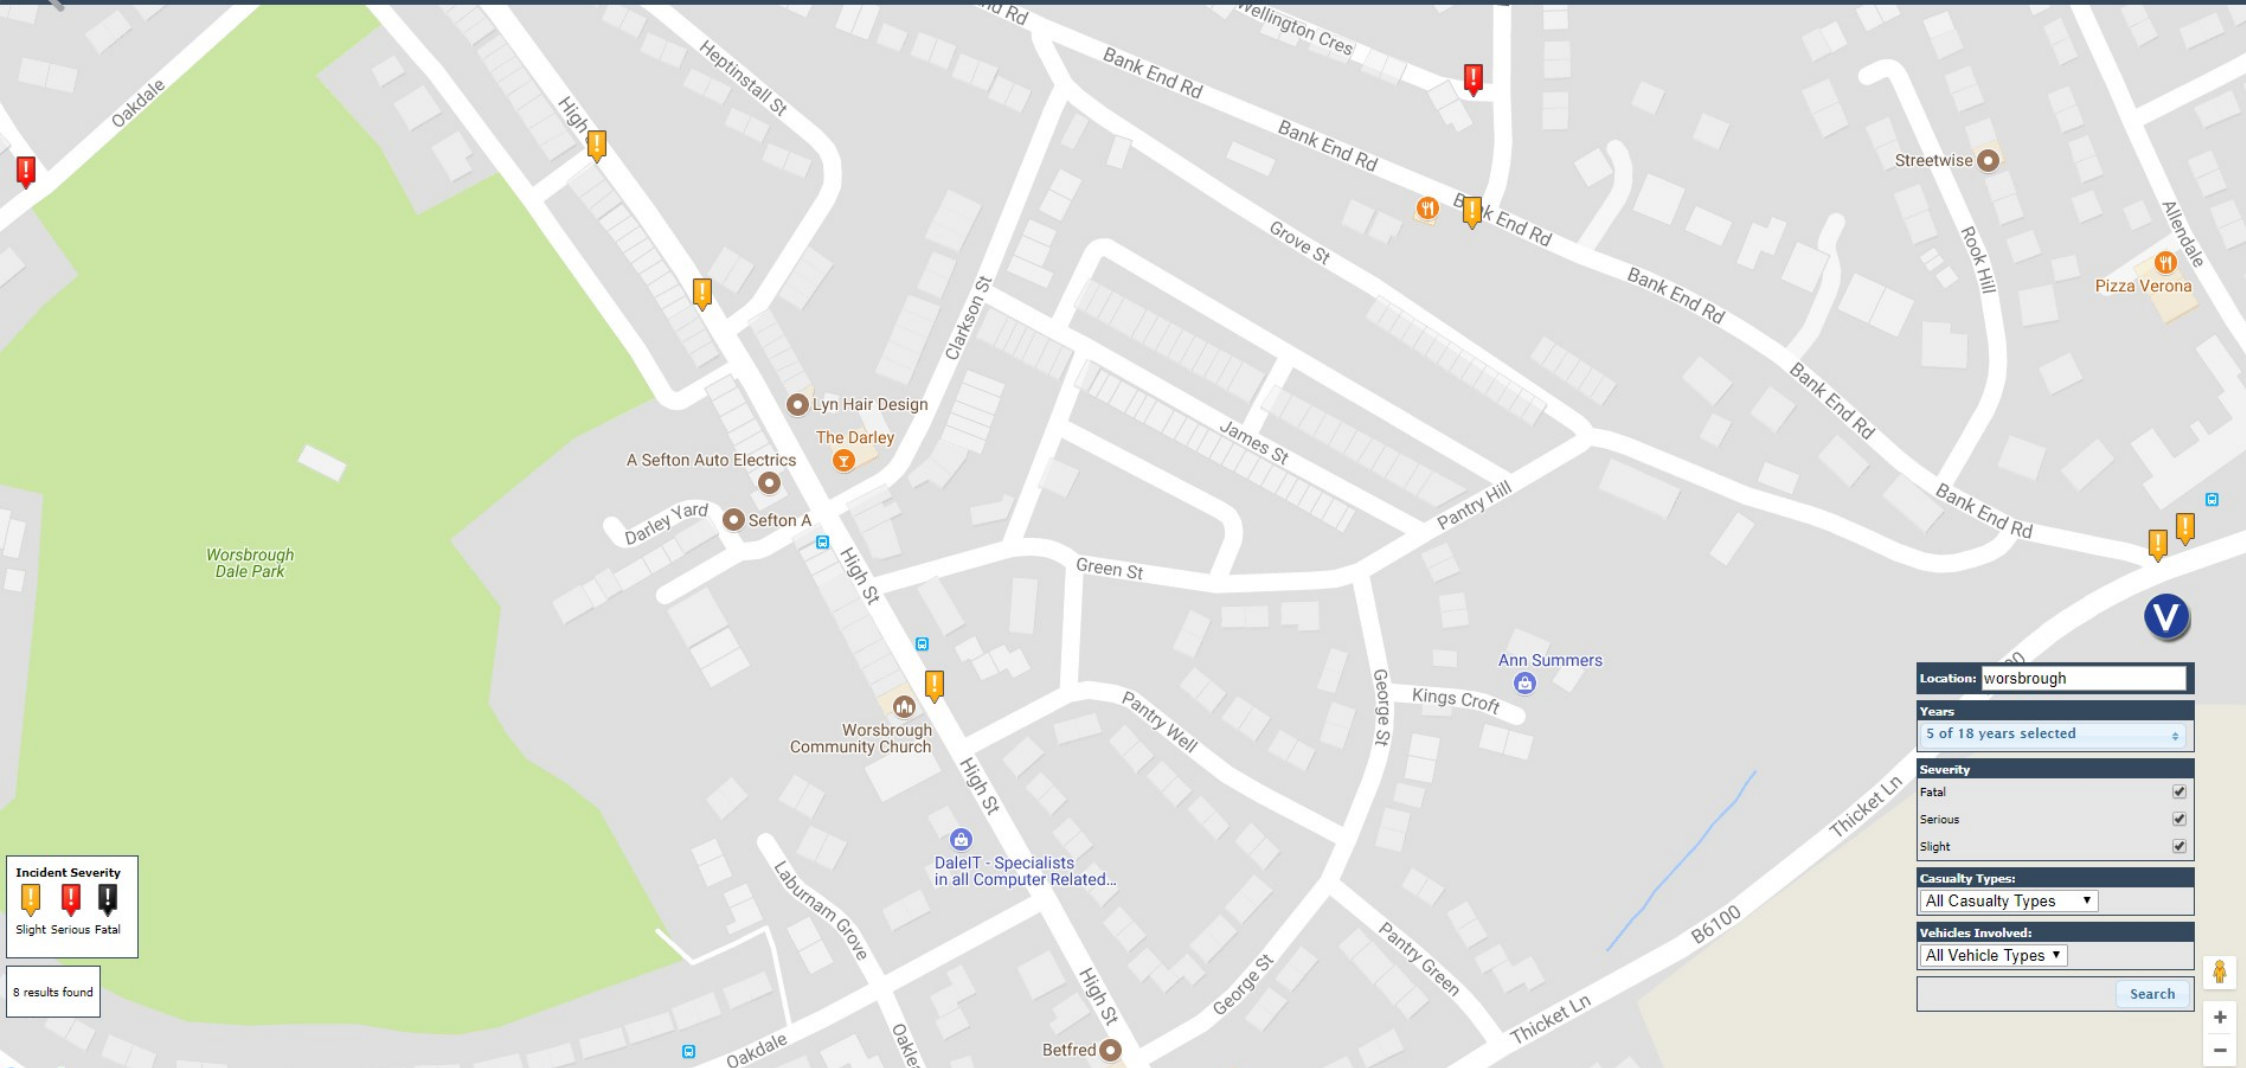 nd Rd
Wellington Cres
Heptinstall St
Bank End Rd
Oakdale
High
Bank End Rd
Streetwise
Allendale
Bank End Rd
Grove St
Rook Hill
Pizza Verona
Bank End Rd
Clarkson St
Bank End Rd
Lyn Hair Design
The Darley
James St
A Sefton Auto Electrics
Pantry Hill
Bank End Rd
Darley Yard
Sefton A
Worsbrough
Dale Park
High St
Green St
V
Ann Summers
George St
Kings Croft
Pantry Well
Worsbrough
Community Church
High St
Thicket Ln
DaleIT - Specialists
in all Computer Related...
Laburnam Grove
B6100
Pantry Green
George St
High St
Thicket Ln
Oakdale
Betfred
Location: worsbrough
Years
5 of 18 years selected
Severity
Fatal
Serious
Slight
Casualty Types:
All Casualty Types
Vehicles Involved:
All Vehicle Types
Search
Incident Severity
Slight Serious Fatal
8 results found